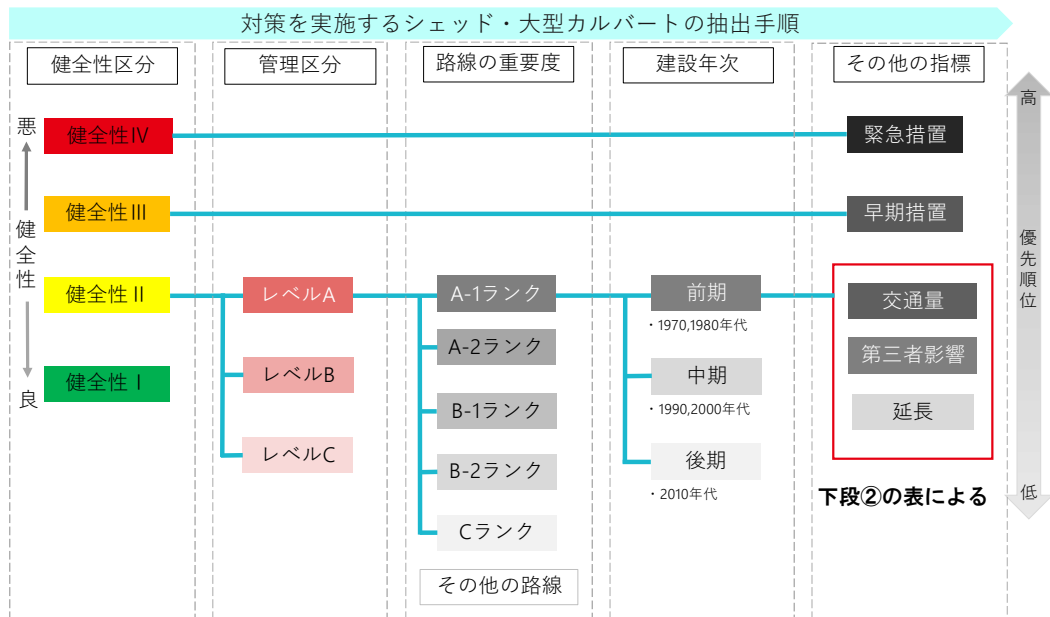 対策を実施するシェッド・大型カルバートの抽出手順
健全性区分
管理区分
路線の重要度
建設年次
その他の指標
悪
健全性
良
健全性Ⅳ
健全性Ⅲ
健全性Ⅱ
健全性Ⅰ
レベルA
レベルB
レベルC
A-1ランク
A-2ランク
B-1ランク
B-2ランク
Cランク
その他の路線
前期
・1970,1980年代
中期
・1990,2000年代
後期
・2010年代
緊急措置
早期措置
交通量
第三者影響
延長
下段②の表による
高
優先順位
低